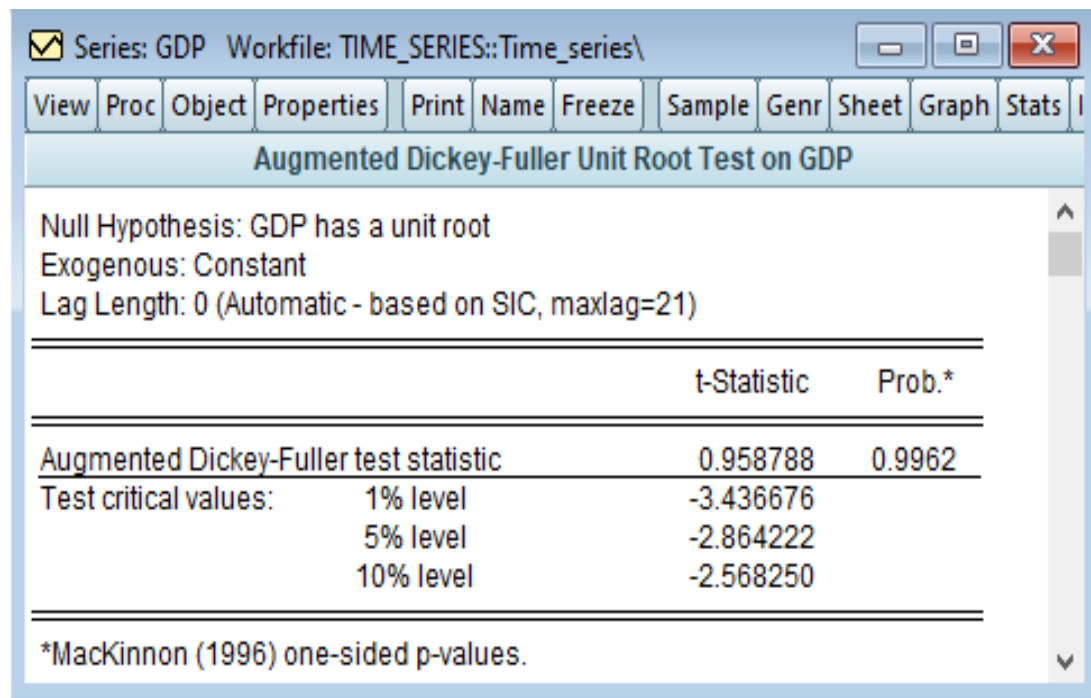 Series: GDP Workfile: TIME_SERIES::Time_series\
View Proc Object Properties Print Name Freeze Sample Genr Sheet Graph Stats
Augmented Dickey-Fuller Unit Root Test on GDP
Null Hypothesis: GDP has a unit root
Exogenous: Constant
Lag Length: 0 (Automatic - based on SIC, maxlag=21)
t-Statistic Prob.*
Augmented Dickey-Fuller test statistic 0.958788 0.9962
Test critical values: 1% level -3.436676
5% level -2.864222
10% level -2.568250
*MacKinnon (1996) one-sided p-values.